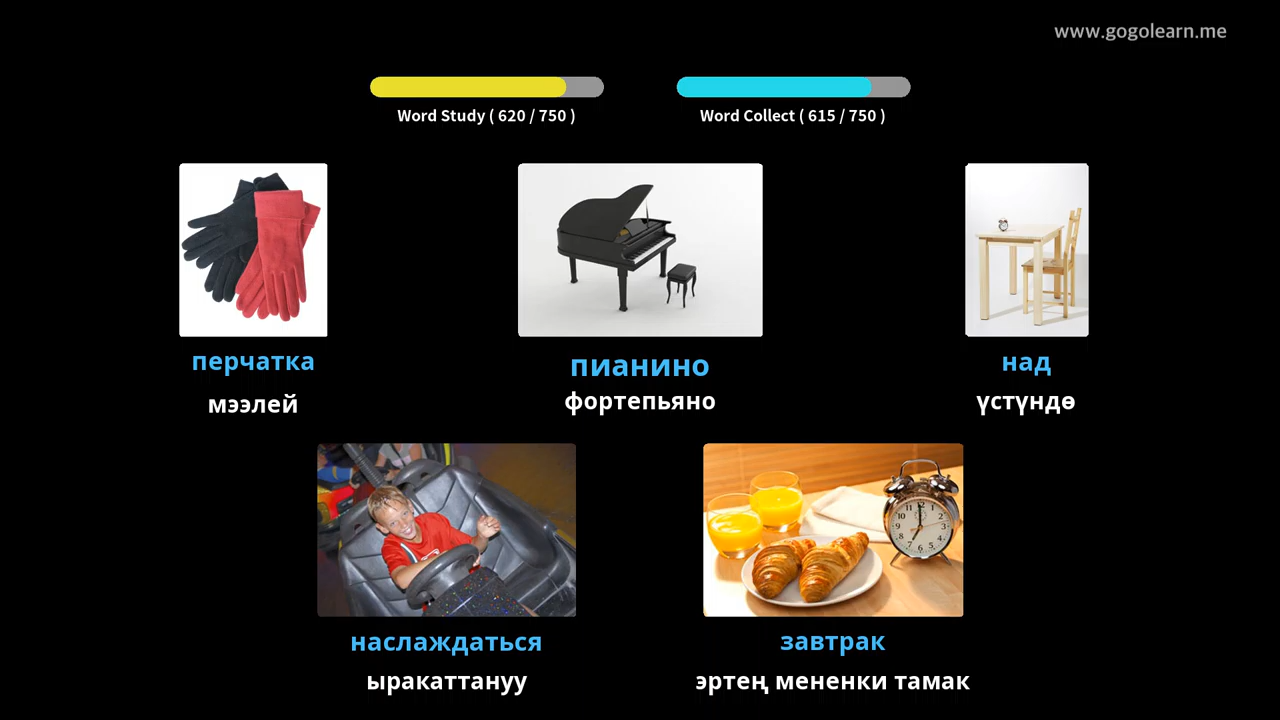 www.gogolearn.me
Word Study ( 620 / 750 )
Word Collect ( 615 / 750 )
перчатка
мээлей
пианино
фортепьяно
над
үстүндө
наслаждаться
ыракаттануу
завтрак
эртең мененки тамак